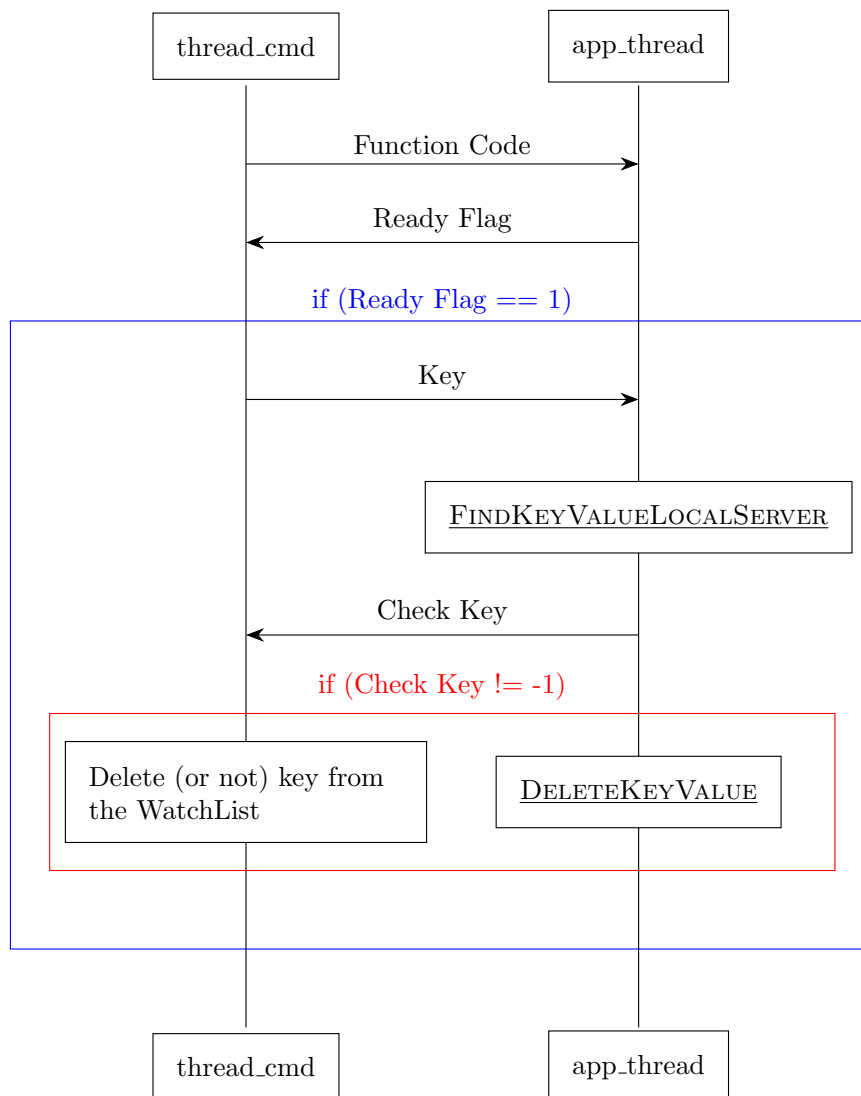 thread_cmd
app_thread
Function Code
Ready Flag
if (Ready Flag == 1)
Key
FINDKEYVALUELOCALSERVER
Check Key
if (Check Key != -1)
Delete (or not) key from
the WatchList
DELETEKEYVALUE
thread_cmd
app_thread